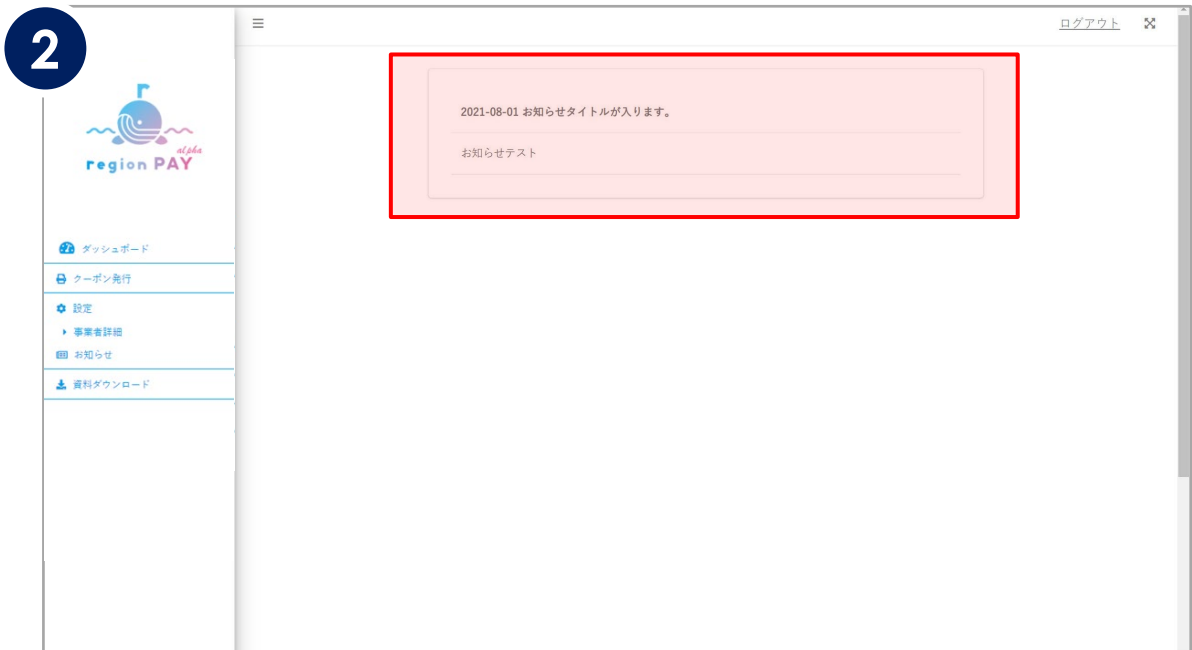 2
ログアウト
r
alpha
region PAY
ダッシュボード
クーポン発行
設定
事業者詳細
お知らせ
資料ダウンロード
2021-08-01 お知らせタイトルが入ります。
お知らせテスト